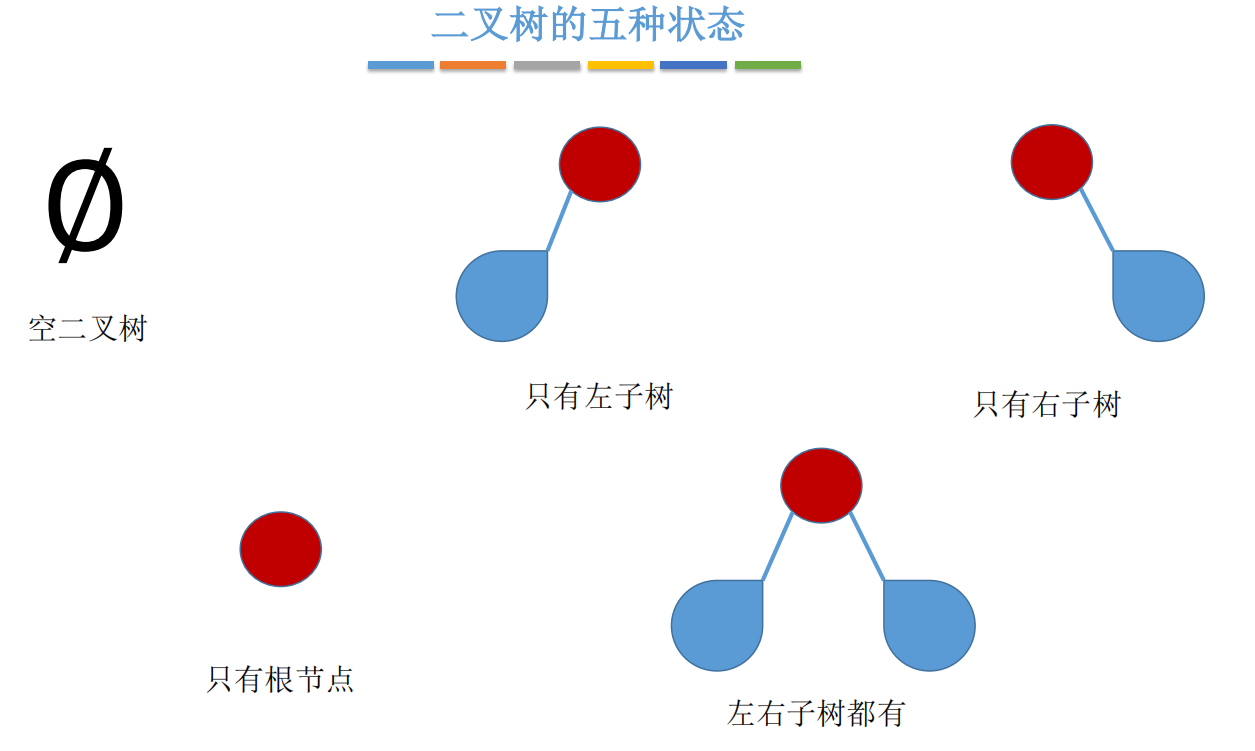 二叉树的五种状态
Ø
空二叉树
只有左子树
只有右子树
只有根节点
左右子树都有